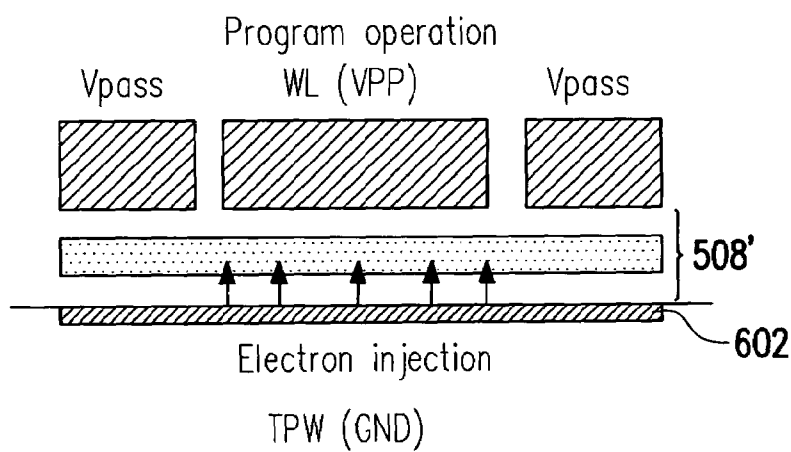 Program operation
Vpass WL (VPP) Vpass
508'
602
Electron injection
TPW (GND)